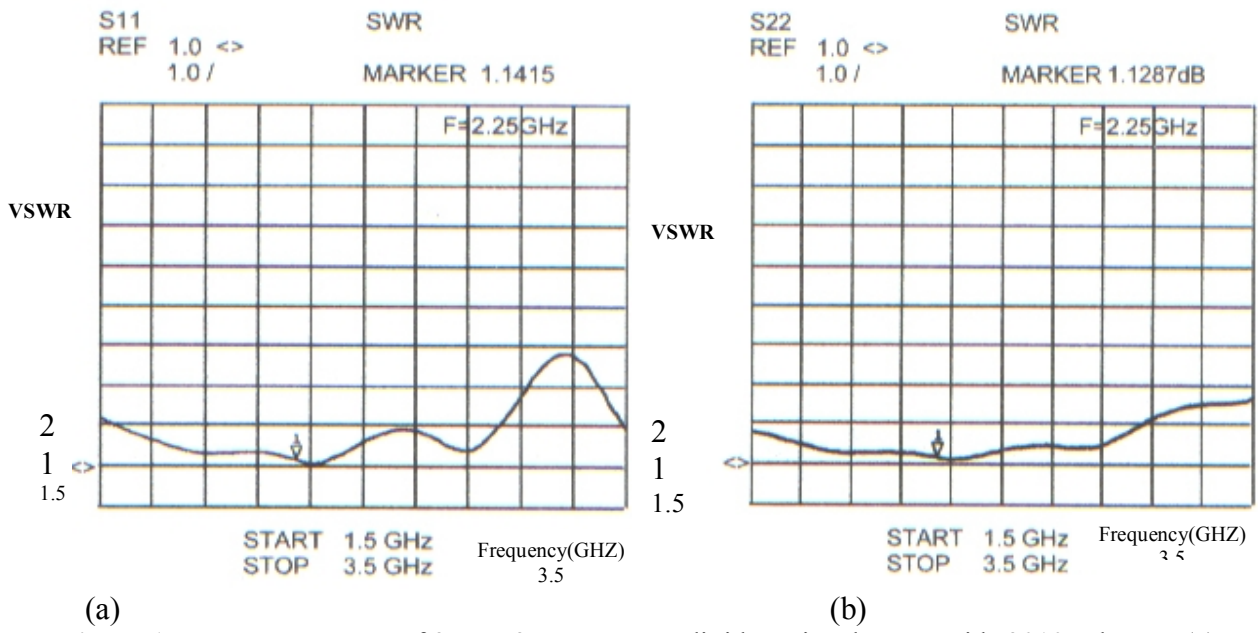 S11 SWR
REF 1.0 <>
1.0 / MARKER 1.1415
F=2.25GHz
VSWR
2
1 <>
1.5
START 1.5 GHz Frequency(GHZ)
STOP 3.5 GHz 3.5
(a)
S22 SWR
REF 1.0 <>
1.0 / MARKER 1.1287dB
F=2.25GHz
VSWR
2
1 <>
1.5
START 1.5 GHz Frequency(GHZ)
STOP 3.5 GHz 3.5
(b)